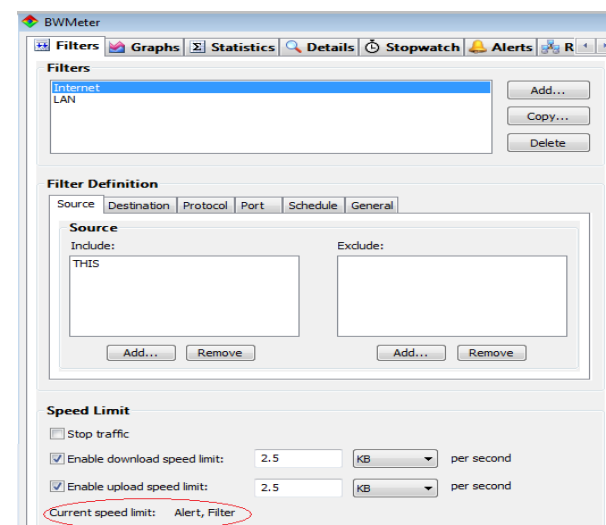 BWMeter
Filters Graphs Σ Statistics Details Stopwatch Alerts R
Filters
Internet
LAN
Add...
Copy...
Delete
Filter Definition
Source Destination Protocol Port Schedule General
Source
Include: Exclude:
THIS
Add... Remove Add... Remove
Speed Limit
Stop traffic
Enable download speed limit: 2.5 KB per second
Enable upload speed limit: 2.5 KB per second
Current speed limit: Alert, Filter